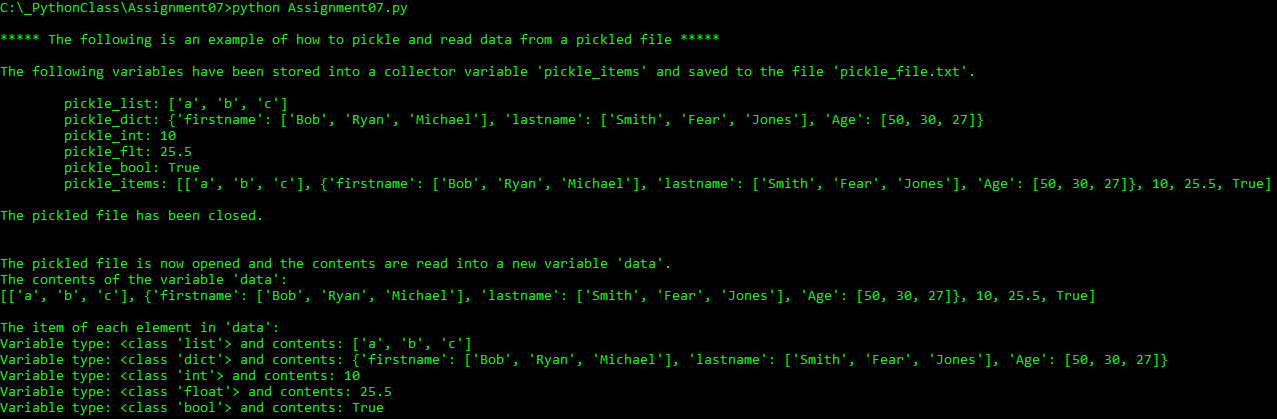 C:\_PythonClass\Assignment07>python Assignment07.py
***** The following is an example of how to pickle and read data from a pickled file *****
The following variables have been stored into a collector variable 'pickle_items' and saved to the file 'pickle_file.txt'.
pickle_list: ['a', 'b', 'c']
pickle_dict: {'firstname': ['Bob', 'Ryan', 'Michael'], 'lastname': ['Smith', 'Fear', 'Jones'], 'Age': [50, 30, 27]}
pickle_int: 10
pickle_flt: 25.5
pickle_bool: True
pickle_items: [['a', 'b', 'c'], {'firstname': ['Bob', 'Ryan', 'Michael'], 'lastname': ['Smith', 'Fear', 'Jones'], 'Age': [50, 30, 27]}, 10, 25.5, True]
The pickled file has been closed.
The pickled file is now opened and the contents are read into a new variable 'data'.
The contents of the variable 'data':
[['a', 'b', 'c'], {'firstname': ['Bob', 'Ryan', 'Michael'], 'lastname': ['Smith', 'Fear', 'Jones'], 'Age': [50, 30, 27]}, 10, 25.5, True]
The item of each element in 'data':
Variable type: <class 'list'> and contents: ['a', 'b', 'c']
Variable type: <class 'dict'> and contents: {'firstname': ['Bob', 'Ryan', 'Michael'], 'lastname': ['Smith', 'Fear', 'Jones'], 'Age': [50, 30, 27]}
Variable type: <class 'int'> and contents: 10
Variable type: <class 'float'> and contents: 25.5
Variable type: <class 'bool'> and contents: True